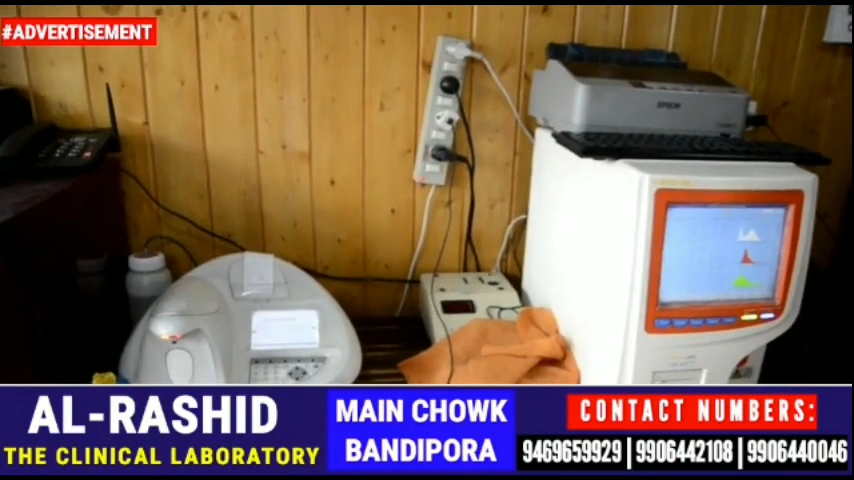 #ADVERTISEMENT
EPSON
AL-RASHID
THE CLINICAL LABORATORY
MAIN CHOWK
BANDIPORA
CONTACT NUMBERS:
9469659929 | 9906442108 | 9906440046